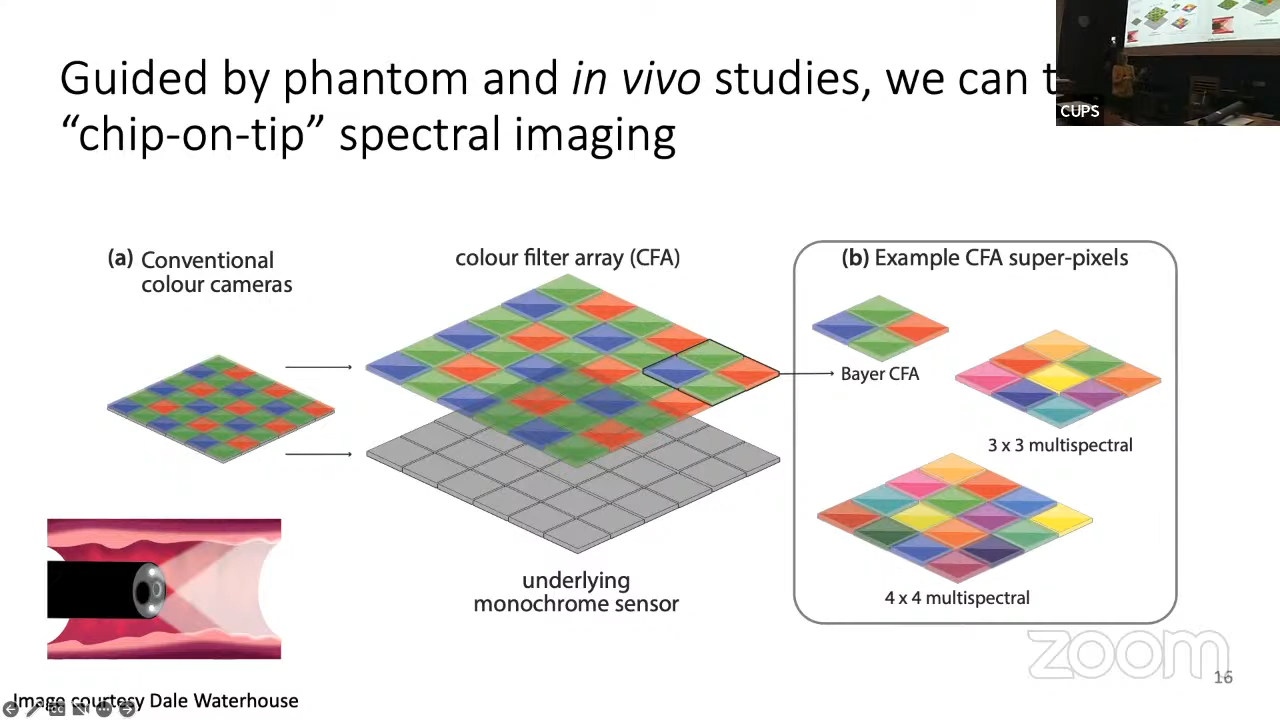 Guided by phantom and in vivo studies, we can t
“chip-on-tip” spectral imaging
CUPS
(a) Conventional
colour cameras
colour filter array (CFA)
(b) Example CFA super-pixels
Bayer CFA
3 x 3 multispectral
4 x 4 multispectral
underlying
monochrome sensor
zoom
16
Image courtesy Dale Waterhouse